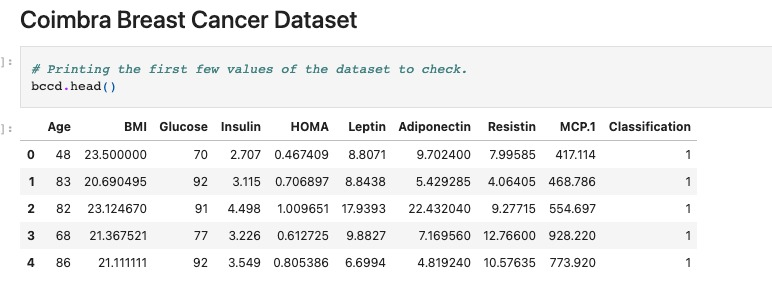 Coimbra Breast Cancer Dataset
]:
# Printing the first few values of the dataset to check.
bccd.head()
]:
Age BMI Glucose Insulin HOMA Leptin Adiponectin Resistin MCP.1 Classification
0 48 23.500000 70 2.707 0.467409 8.8071 9.702400 7.99585 417.114 1
1 83 20.690495 92 3.115 0.706897 8.8438 5.429285 4.06405 468.786 1
2 82 23.124670 91 4.498 1.009651 17.9393 22.432040 9.27715 554.697 1
3 68 21.367521 77 3.226 0.612725 9.8827 7.169560 12.76600 928.220 1
4 86 21.111111 92 3.549 0.805386 6.6994 4.819240 10.57635 773.920 1